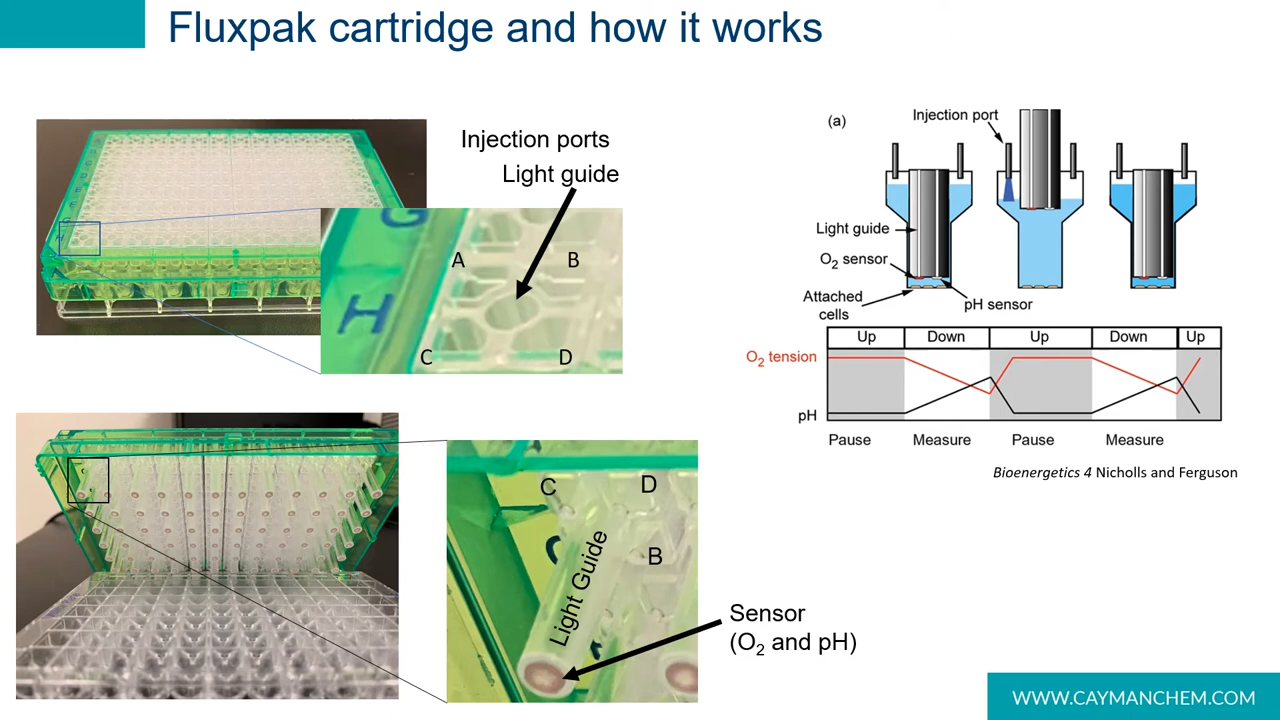 Fluxpak cartridge and how it works
Injection ports
Light guide
G
H
A
B
C
D
C
D
B
C
Light Guide
Sensor
(O2 and pH)
(a)
Injection port
Light guide
O2 sensor
Attached
cells
pH sensor
Up Down Up Down Up
O2 tension
pH
Pause Measure Pause Measure
Bioenergetics 4 Nicholls and Ferguson
WWW.CAYMANCHEM.COM